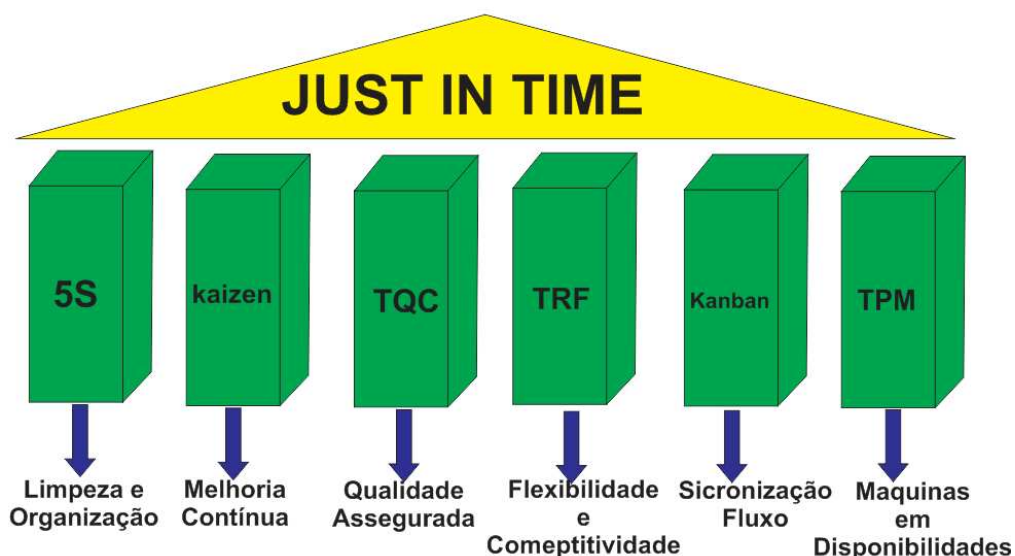 JUST IN TIME
5S
kaizen
TQC
TRF
Kanban
TPM
Limpeza e
Organização
Melhoria
Contínua
Qualidade
Assegurada
Flexibilidade
e
Comeptitividade
Sicronização
Fluxo
Maquinas
em
Disponibilidades